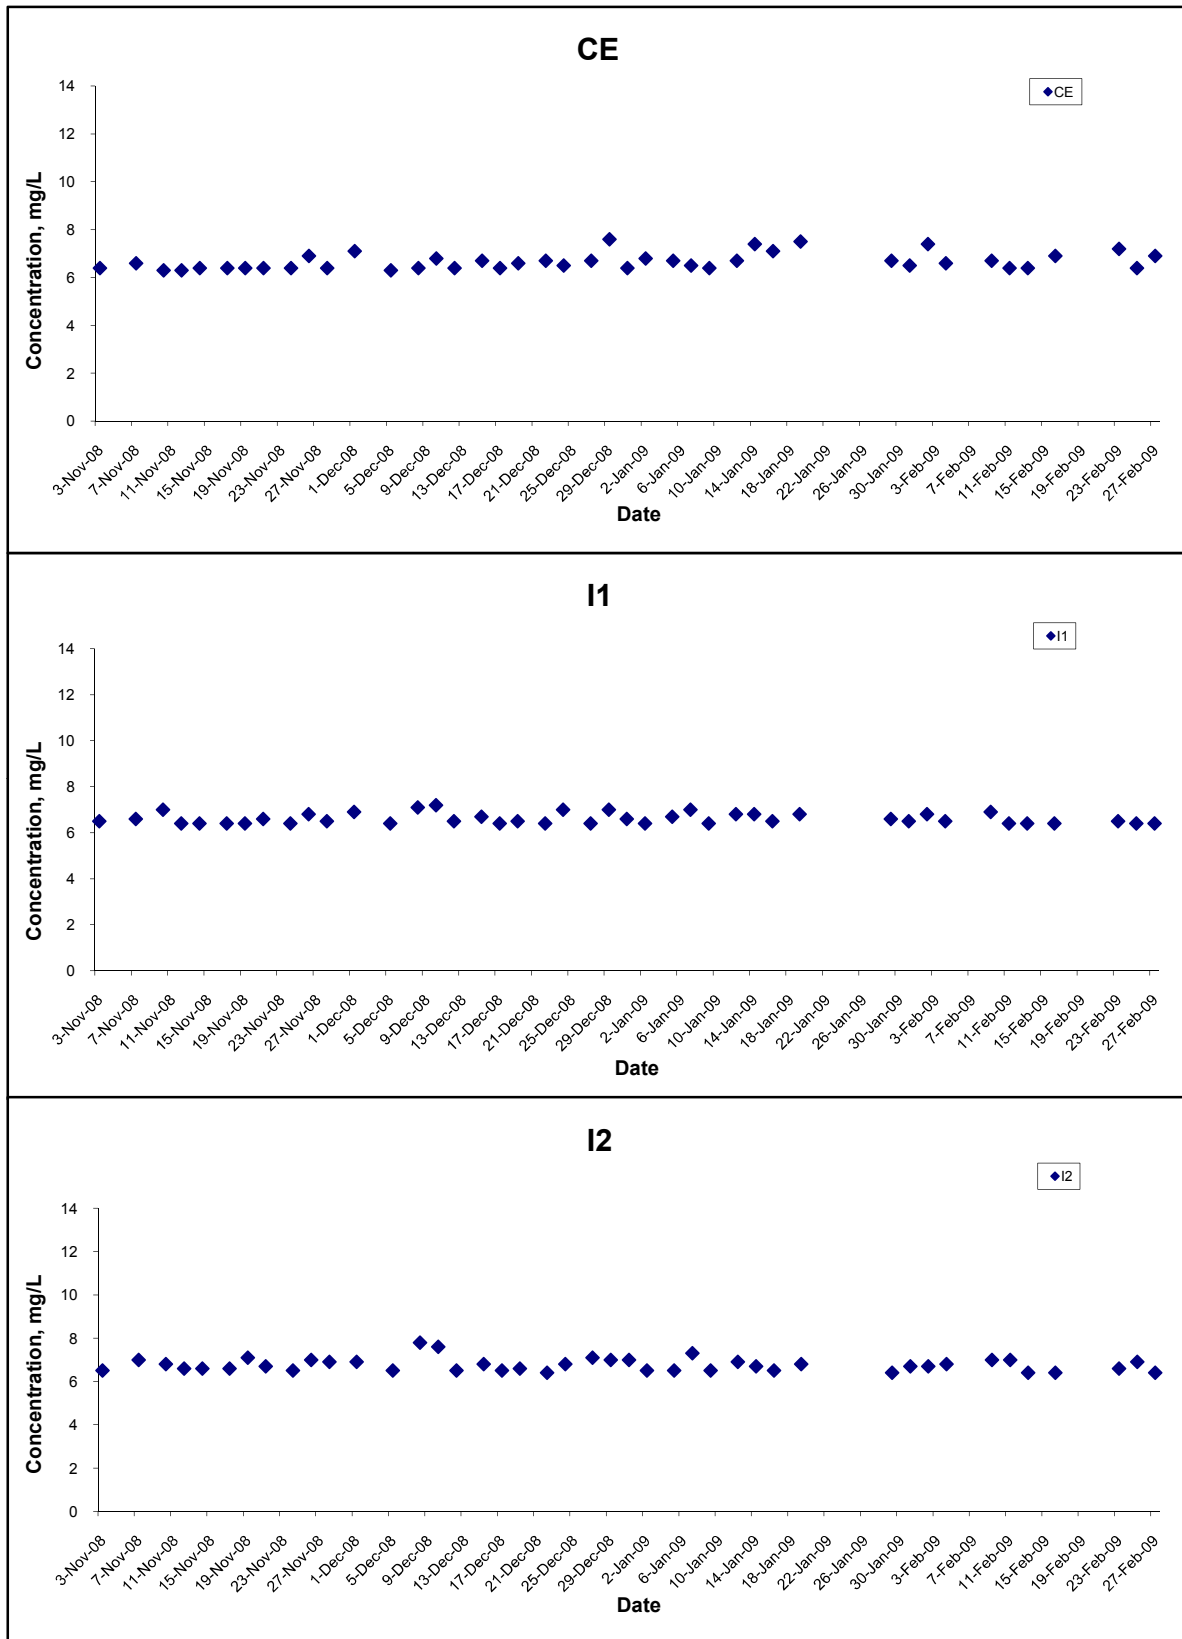 CE
CE
14
12
10
8
6
4
2
0
Concentration, mg/L
3-Nov-08 7-Nov-08 11-Nov-08 15-Nov-08 19-Nov-08 23-Nov-08 27-Nov-08 1-Dec-08 5-Dec-08 9-Dec-08 13-Dec-08 17-Dec-08 21-Dec-08 25-Dec-08 29-Dec-08 2-Jan-09 6-Jan-09 10-Jan-09 14-Jan-09 18-Jan-09 22-Jan-09 26-Jan-09 30-Jan-09 3-Feb-09 7-Feb-09 11-Feb-09 15-Feb-09 19-Feb-09 23-Feb-09 27-Feb-09
Date
I1
I1
14
12
10
8
6
4
2
0
Concentration, mg/L
3-Nov-08 7-Nov-08 11-Nov-08 15-Nov-08 19-Nov-08 23-Nov-08 27-Nov-08 1-Dec-08 5-Dec-08 9-Dec-08 13-Dec-08 17-Dec-08 21-Dec-08 25-Dec-08 29-Dec-08 2-Jan-09 6-Jan-09 10-Jan-09 14-Jan-09 18-Jan-09 22-Jan-09 26-Jan-09 30-Jan-09 3-Feb-09 7-Feb-09 11-Feb-09 15-Feb-09 19-Feb-09 23-Feb-09 27-Feb-09
Date
I2
I2
14
12
10
8
6
4
2
0
Concentration, mg/L
3-Nov-08 7-Nov-08 11-Nov-08 15-Nov-08 19-Nov-08 23-Nov-08 27-Nov-08 1-Dec-08 5-Dec-08 9-Dec-08 13-Dec-08 17-Dec-08 21-Dec-08 25-Dec-08 29-Dec-08 2-Jan-09 6-Jan-09 10-Jan-09 14-Jan-09 18-Jan-09 22-Jan-09 26-Jan-09 30-Jan-09 3-Feb-09 7-Feb-09 11-Feb-09 15-Feb-09 19-Feb-09 23-Feb-09 27-Feb-09
Date